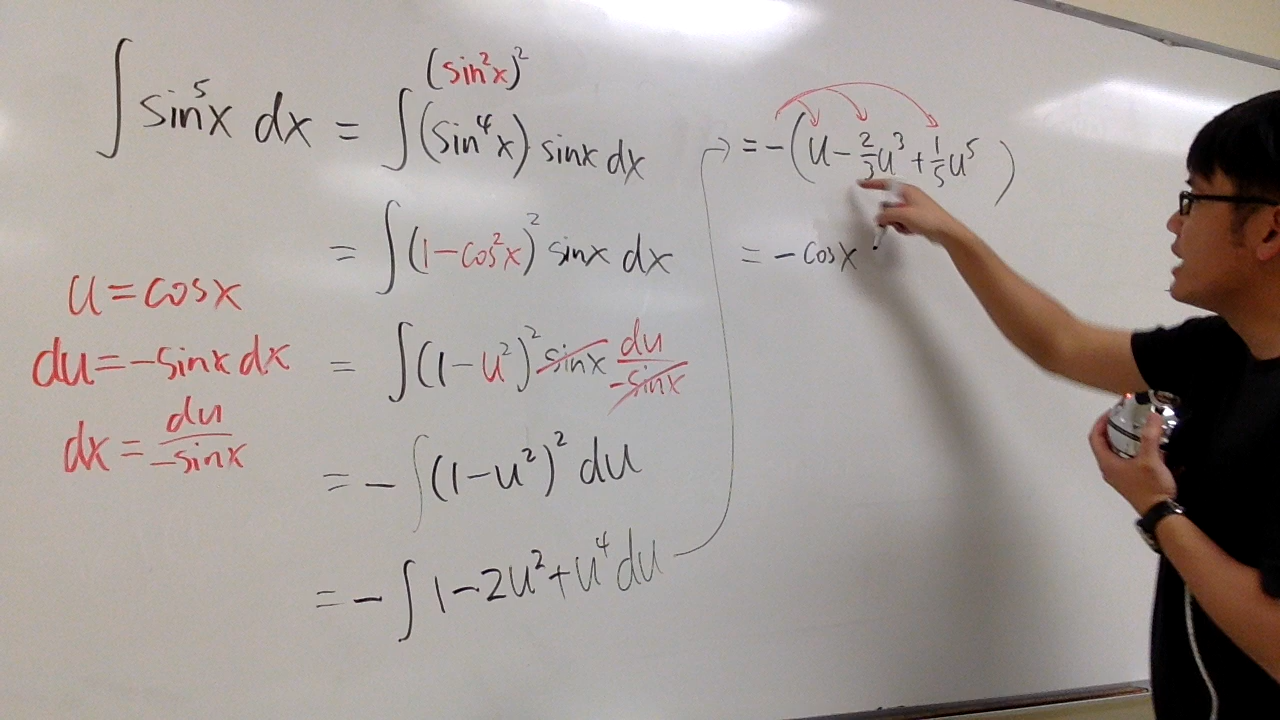 (sin²x)²
∫ sin⁵x dx = ∫ (sin⁴x) sinx dx
= ∫ (1-cos²x)² sinx dx
u = cosx
du = -sinx dx
dx = du/-sinx
= ∫ (1-u²)² sinx du/-sinx
= - ∫ (1-u²)² du
= - ∫ 1-2u²+u⁴ du
= -(u - 2/3 u³ + 1/5 u⁵ )
= - cosx